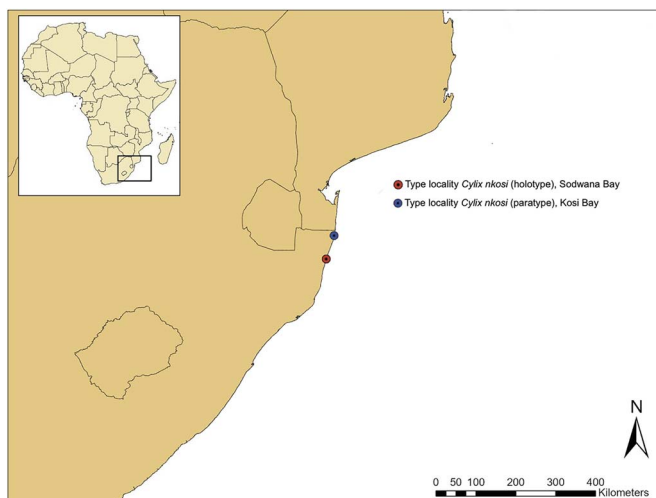 Type locality Cylix nkosi (holotype), Sodwana Bay
Type locality Cylix nkosi (paratype), Kosi Bay
N
0 50 100 200 300 400
Kilometers